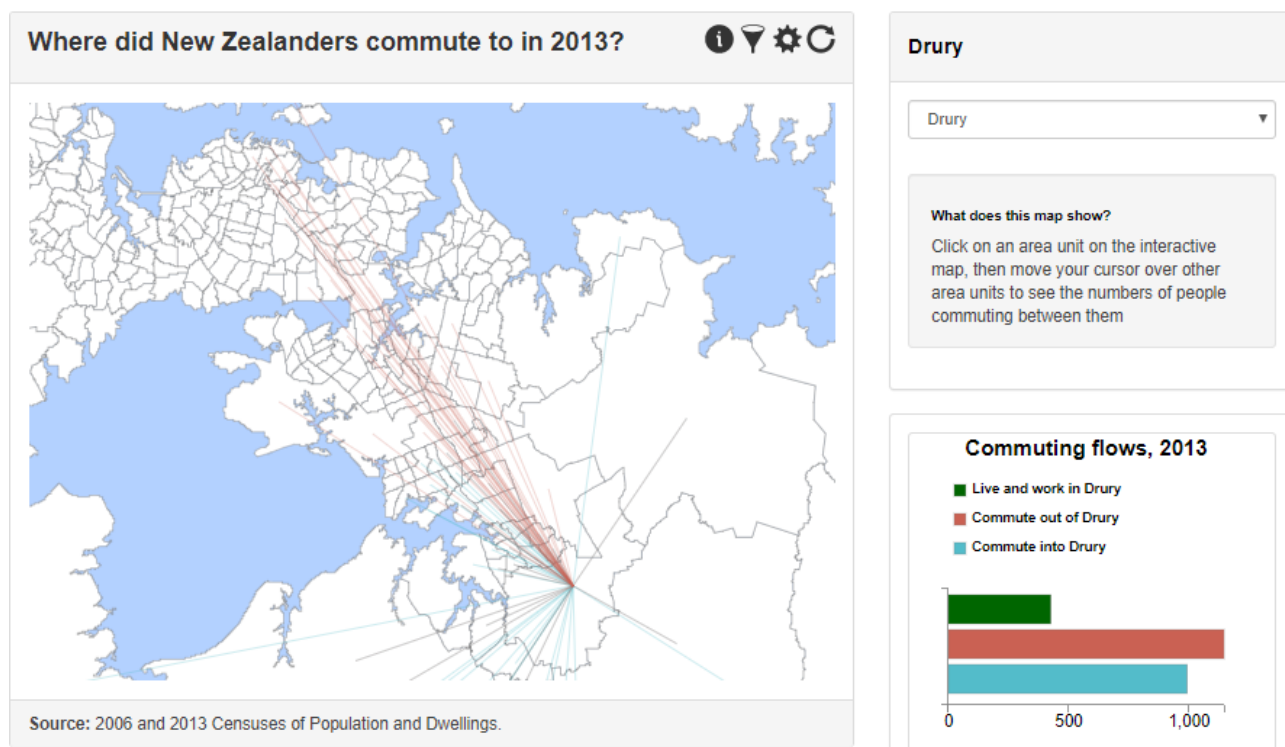 Where did New Zealanders commute to in 2013?
Source: 2006 and 2013 Censuses of Population and Dwellings.
Drury
Drury
What does this map show?
Click on an area unit on the interactive
map, then move your cursor over other
area units to see the numbers of people
commuting between them
Commuting flows, 2013
Live and work in Drury
Commute out of Drury
Commute into Drury
0 500 1,000